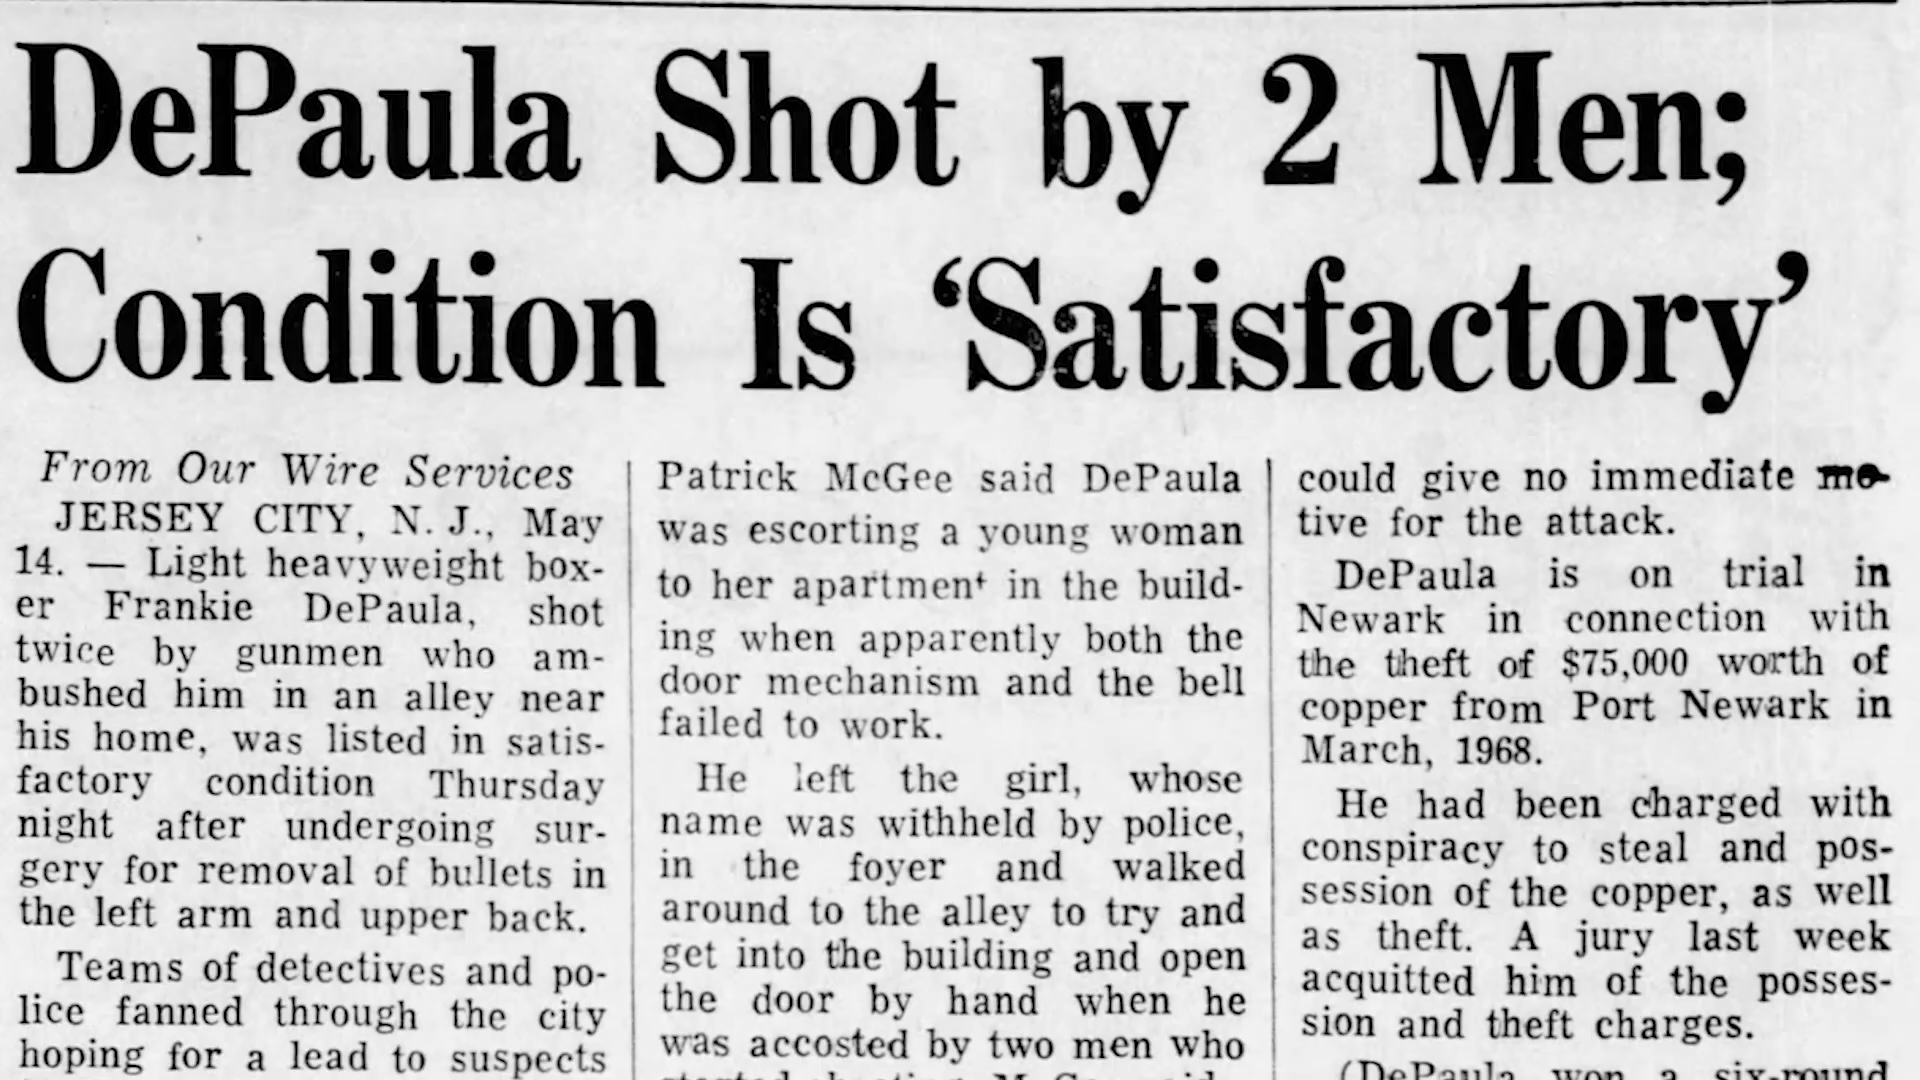 DePaula Shot by 2 Men;
Condition Is ‘Satisfactory’
From Our Wire Services
JERSEY CITY, N. J., May
14. — Light heavyweight box-
er Frankie DePaula, shot
twice by gunmen who am-
bushed him in an alley near
his home, was listed in satis-
factory condition Thursday
night after undergoing sur-
gery for removal of bullets in
the left arm and upper back.
Teams of detectives and po-
lice fanned through the city
hoping for a lead to suspects
Patrick McGee said DePaula
was escorting a young woman
to her apartment in the build-
ing when apparently both the
door mechanism and the bell
failed to work.
He left the girl, whose
name was withheld by police,
in the foyer and walked
around to the alley to try and
get into the building and open
the door by hand when he
was accosted by two men who
could give no immediate mo-
tive for the attack.
DePaula is on trial in
Newark in connection with
the theft of $75,000 worth of
copper from Port Newark in
March, 1968.
He had been charged with
conspiracy to steal and pos-
session of the copper, as well
as theft. A jury last week
acquitted him of the posses-
sion and theft charges.
(DePaula won a six-round